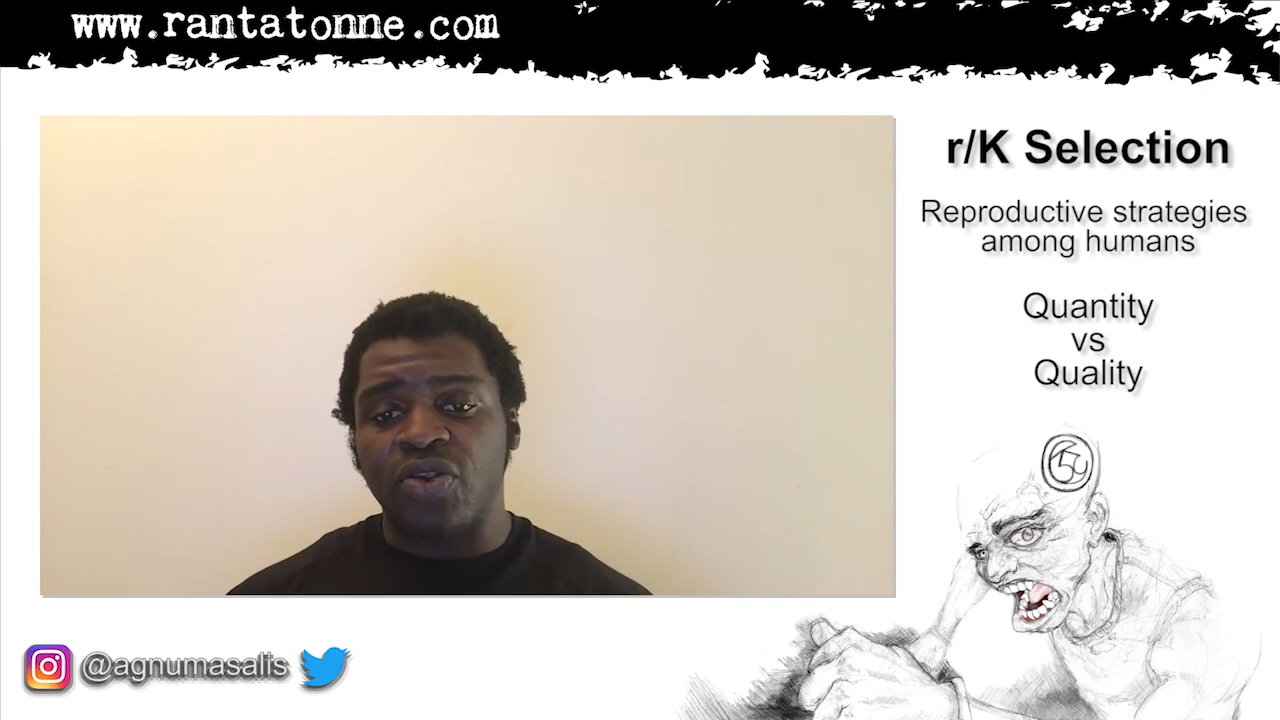 www.rantatonne.com
r/K Selection
Reproductive strategies
among humans
Quantity
vs
Quality
@agnumasalis